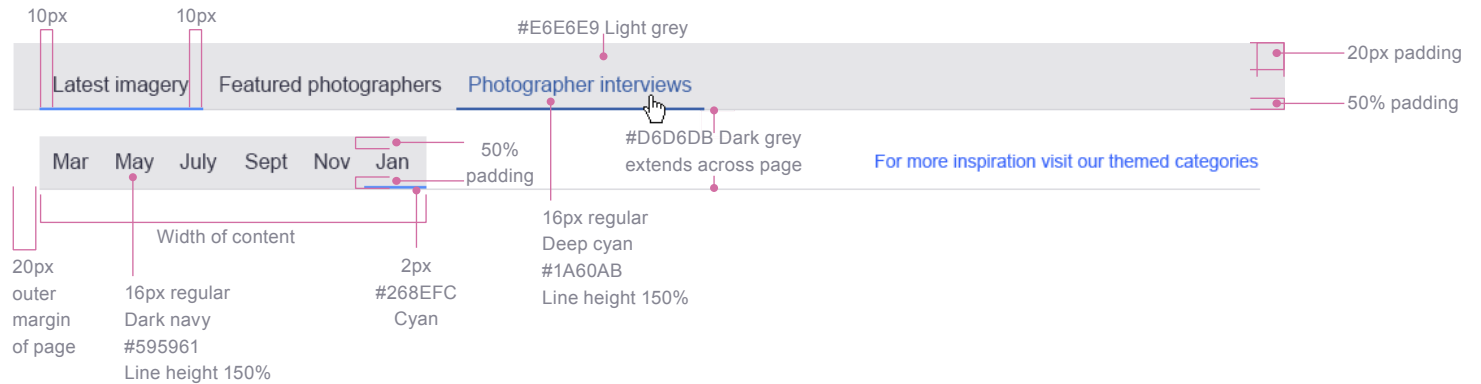 10px
10px
#E6E6E9 Light grey
20px padding
Latest imagery
Featured photographers
Photographer interviews
50% padding
#D6D6DB Dark grey
extends across page
Mar
May
July
Sept
Nov
Jan
50%
padding
For more inspiration visit our themed categories
Width of content
16px regular
Deep cyan
#1A60AB
Line height 150%
20px
outer
margin
of page
16px regular
Dark navy
#595961
Line height 150%
2px
#268EFC
Cyan